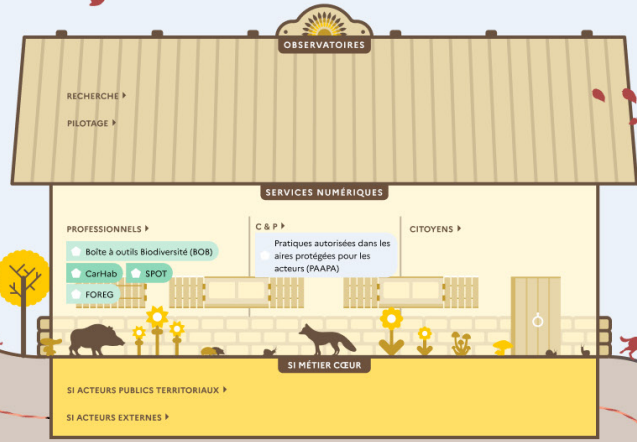 OBSERVATOIRES
RECHERCHE
PILOTAGE
SERVICES NUMÉRIQUES
PROFESSIONNELS
Boîte à outils Biodiversité (BOB)
CarHab
SPOT
FOREG
C & P
Pratiques autorisées dans les
aires protégées pour les
acteurs (PAAPA)
CITOYENS
SI MÉTIER CŒUR
SI ACTEURS PUBLICS TERRITORIAUX
SI ACTEURS EXTERNES